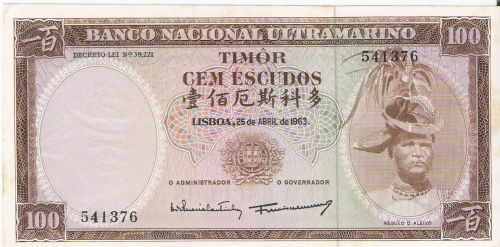 一百 BANCO NACIONAL ULTRAMARINO 100
DECRETO-LEI Nº 39.221
TIMOR 541376
CEM ESCUDOS
壹佰厄斯科多
LISBOA, 25 de ABRIL de 1963
O ADMINISTRADOR O GOVERNADOR
100 541376 一百
RÉGULO D. ALEIXO